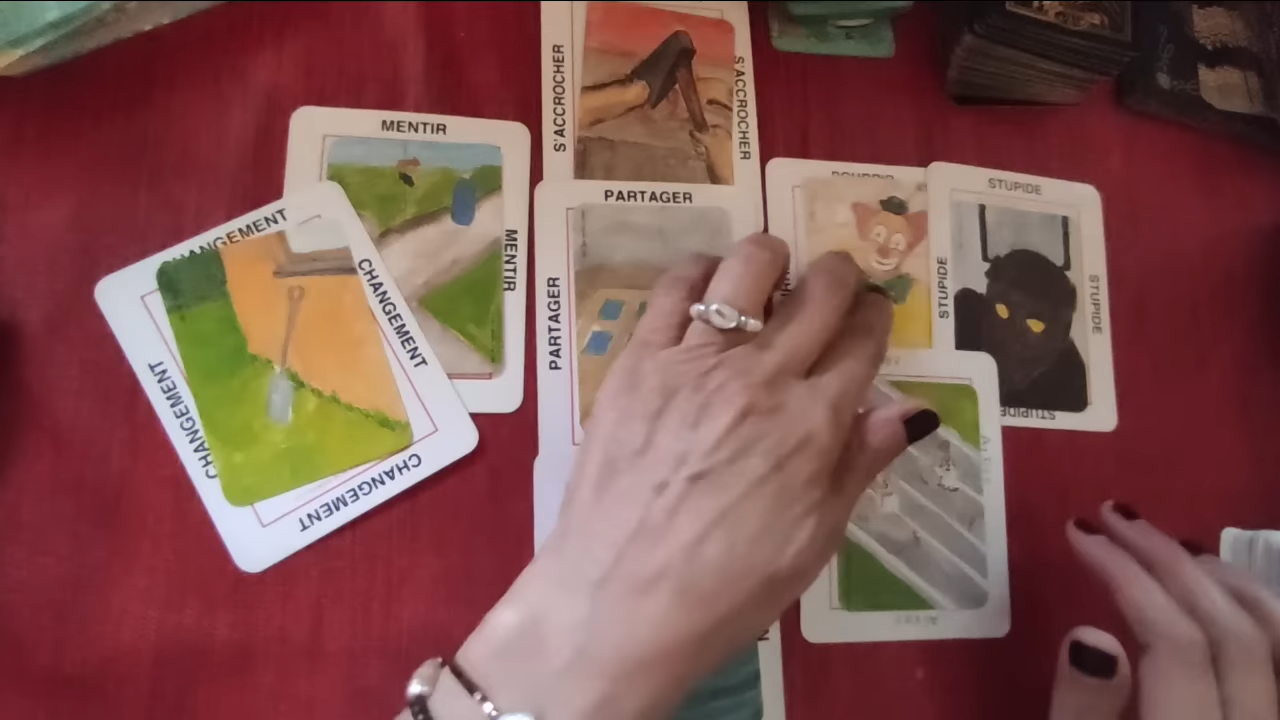 S'ACCROCHER
S'ACCROCHER
MENTIR
MENTIR
PARTAGER
PARTAGER
CHANGEMENT
CHANGEMENT
CHANGEMENT
CHANGEMENT
STUPIDE
STUPIDE
STUPIDE
STUPIDE